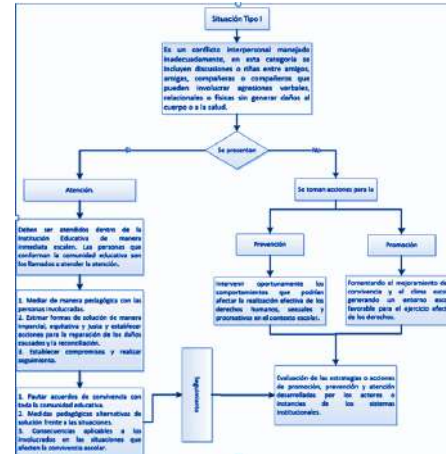 Situación Tipo I
Es un conflicto interpersonal manejado
inadecuadamente, en esta categoría se
incluyen discusiones o riñas entre amigos,
amigas, compañeras o compañeros que
pueden involucrar agresiones verbales,
relacionales o físicas sin generar daños al
cuerpo o a la salud.
Se presentan
Si
No
Atención.
Se toman acciones para la
Deben ser atendidos dentro de la
Institución Educativa de manera
inmediata Las personas que
conforman la comunidad educativa son
los llamados a atender la atención.
Prevención
Promoción
Intervenir oportunamente los
comportamientos que podrían
afectar la realización efectiva de los
derechos humanos, sexuales y
en el contexto escolar.
Fomentando el mejoramiento de
convivencia y el clima esco
generando un entorno esco
favorable para el ejercicio efect
de los derechos.
1. Mediar de manera pedagógica con las
personas involucradas.
2. formas de solución de manera
imparcial, equitativa y justa y establecer
acciones para la reparación de los daños
causados y la reconciliación.
3. Establecer compromisos y realizar
seguimiento.
1. Pautar acuerdos de convivencia con
toda la comunidad educativa.
2. Medidas pedagógicas alternativas de
solución frente a las situaciones.
3. Consecuencias aplicables a los
involucrados en las situaciones que
afecten la convivencia escolar.
Seguimiento
Evaluación de las estrategias o acciones
de promoción, prevención y atención
desarrolladas por los actores e
instancias de los sistemas
institucionales.